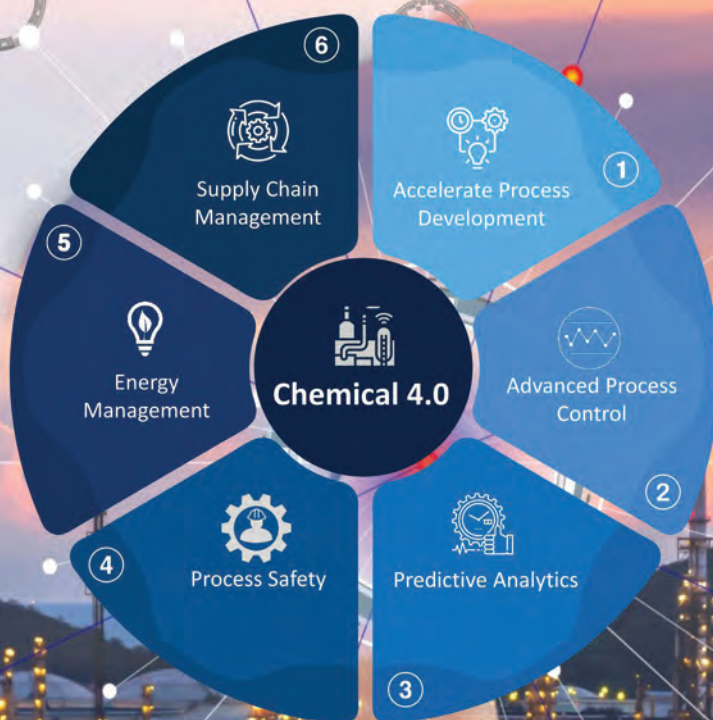 Chemical 4.0
1
Accelerate Process
Development
2
Advanced Process
Control
3
Predictive Analytics
4
Process Safety
5
Energy
Management
6
Supply Chain
Management